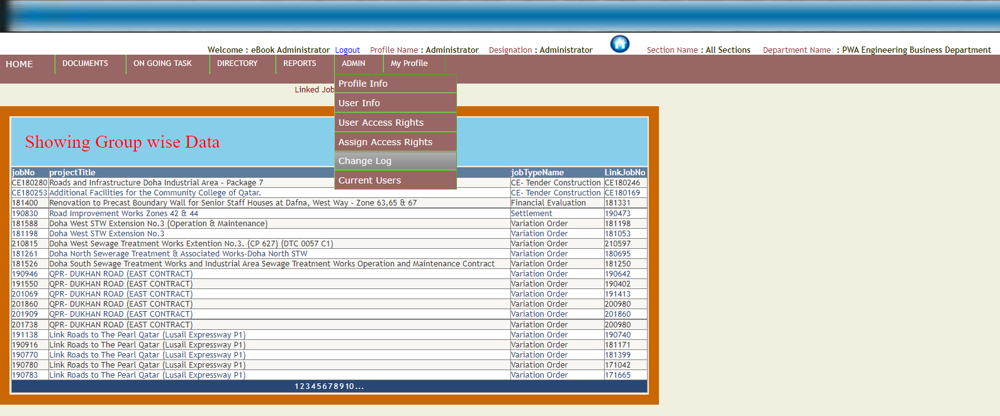 Welcome : eBook Administrator Logout Profile Name : Administrator Designation : Administrator Section Name : All Sections Department Name: : PWA Engineering Business Department
HOME DOCUMENTS ON GOING TASK DIRECTORY REPORTS ADMIN My Profile
Profile Info
Linked Job
User Info
User Access Rights
Assign Access Rights
Change Log
Current Users
Showing Group wise Data
jobNo projectTitle jobTypeName LinkJobNo
CE180280 Roads and Infrastructure Doha Industrial Area - Package 7 CE- Tender Construction CE180246
CE180253 Additional Facilities for the Community College of Qatar. CE- Tender Construction CE180169
181400 Renovation to Precast Boundary Wall for Senior Staff Houses at Dafna, West Way - Zone 63,65 & 67 Financial Evaluation 181331
190830 Road Improvement Works Zones 42 & 44 Settlement 190473
181588 Doha West STW Extension No.3 (Operation & Maintenance) Variation Order 181198
181198 Doha West STW Extension No.3 Variation Order 181053
210815 Doha West Sewage Treatment Works Extention No.3. (CP 627) (DTC 0057 C1) Variation Order 210597
181261 Doha North Sewerage Treatment & Associated Works-Doha North STW Variation Order 180695
181526 Doha South Sewage Treatment Works and Industrial Area Sewage Treatment Works Operation and Maintenance Contract Variation Order 181250
190946 QPR- DUKHAN ROAD (EAST CONTRACT) Variation Order 190642
191550 QPR- DUKHAN ROAD (EAST CONTRACT) Variation Order 190402
201069 QPR- DUKHAN ROAD (EAST CONTRACT) Variation Order 191413
201860 QPR- DUKHAN ROAD (EAST CONTRACT) Variation Order 200980
201909 QPR- DUKHAN ROAD (EAST CONTRACT) Variation Order 201860
201738 QPR- DUKHAN ROAD (EAST CONTRACT) Variation Order 200980
191138 Link Roads to The Pearl Qatar (Lusail Expressway P1) Variation Order 190740
190916 Link Roads to The Pearl Qatar (Lusail Expressway P1) Variation Order 181171
190770 Link Roads to The Pearl Qatar (Lusail Expressway P1) Variation Order 181399
190780 Link Roads to The Pearl Qatar (Lusail Expressway P1) Variation Order 171042
190783 Link Roads to The Pearl Qatar (Lusail Expressway P1) Variation Order 171665
1 2 3 4 5 6 7 8 9 10 ...